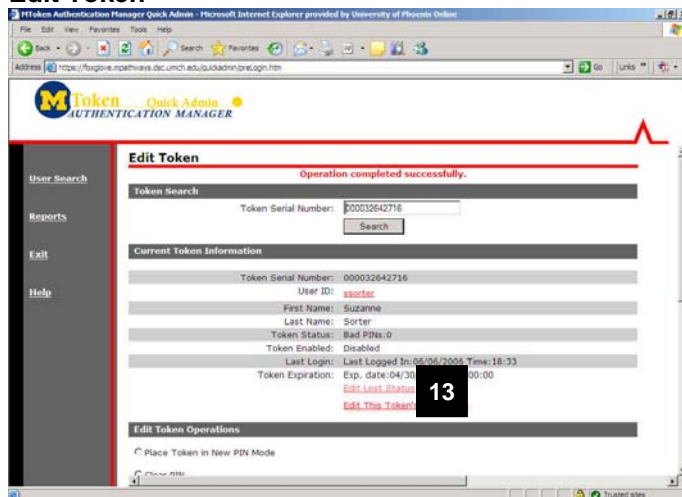 Edit Token
MToken Authentication Manager Quick Admin - Microsoft Internet Explorer provided by University of Phoenix Online
File Edit View Favorites Tools Help
Back Search Favorites
Address https://foxglove.mpathways.dsc.umich.edu/quickadmin/preLogin.htm Go Links »
M Token Quick Admin
AUTHENTICATION MANAGER
User Search
Reports
Exit
Help
Edit Token
Operation completed successfully.
Token Search
Token Serial Number: 000032642716
Search
Current Token Information
Token Serial Number: 000032642716
User ID: ssorter
First Name: Suzanne
Last Name: Sorter
Token Status: Bad PINs:0
Token Enabled: Disabled
Last Login: Last Logged In:06/06/2006 Time:18:33
Token Expiration: Exp. date:04/30 00:00
Edit Lost Status
13
Edit This Token's
Edit Token Operations
Place Token in New PIN Mode
Clear PIN
Trusted sites